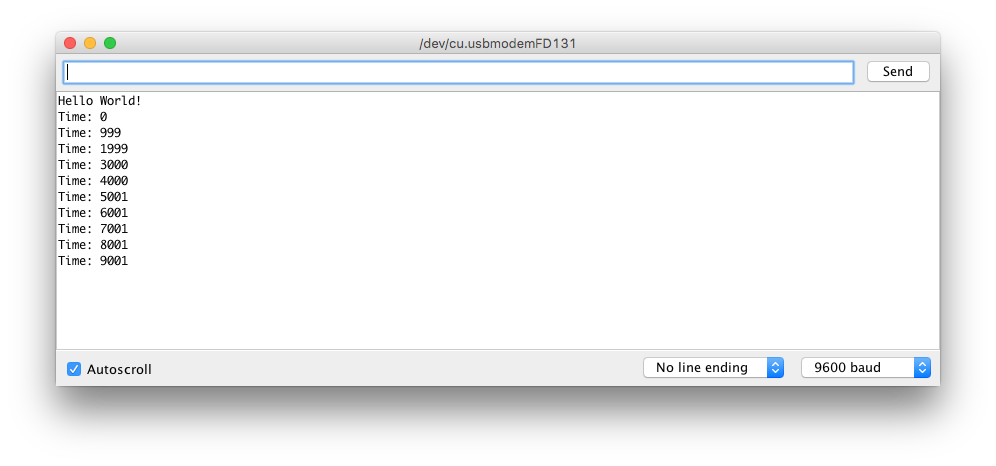 /dev/cu.usbmodemFD131
Send
Hello World!
Time: 0
Time: 999
Time: 1999
Time: 3000
Time: 4000
Time: 5001
Time: 6001
Time: 7001
Time: 8001
Time: 9001
Autoscroll
No line ending
9600 baud